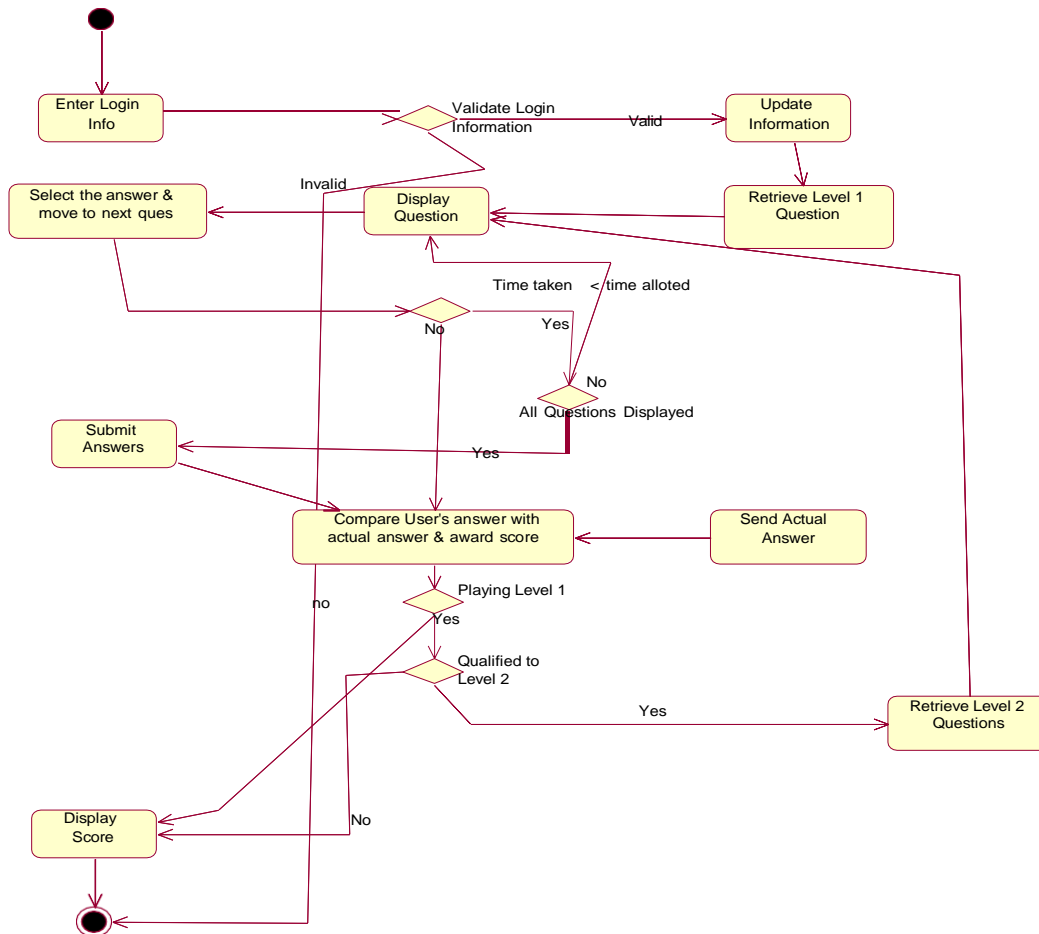 Enter Login
Info
Validate Login
Information
Valid
Update
Information
Invalid
Select the answer &
move to next ques
Display
Question
Retrieve Level 1
Question
Time taken < time alloted
No
Yes
No
All Questions Displayed
Submit
Answers
Yes
Compare User's answer with
actual answer & award score
Send Actual
Answer
Playing Level 1
no
Yes
Qualified to
Level 2
Yes
Retrieve Level 2
Questions
Display
Score
No